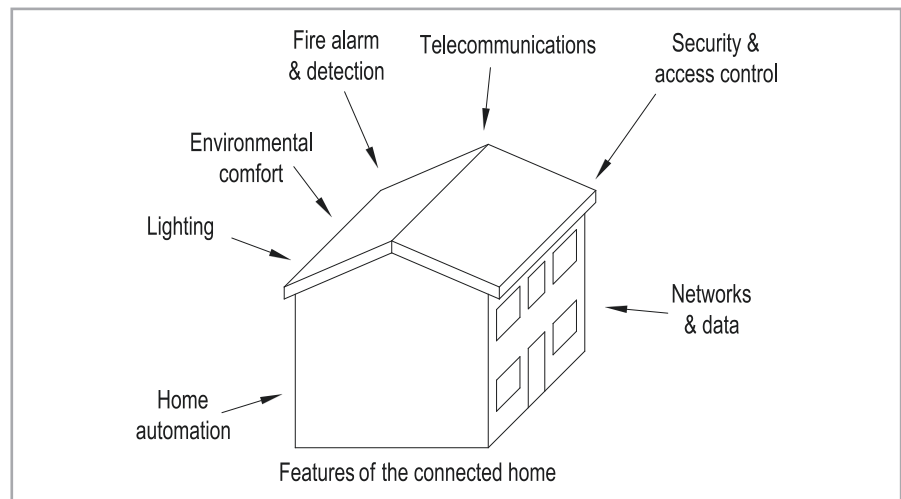 Fire alarm
& detection
Telecommunications
Security &
access control
Environmental
comfort
Lighting
Networks
& data
Home
automation
Features of the connected home